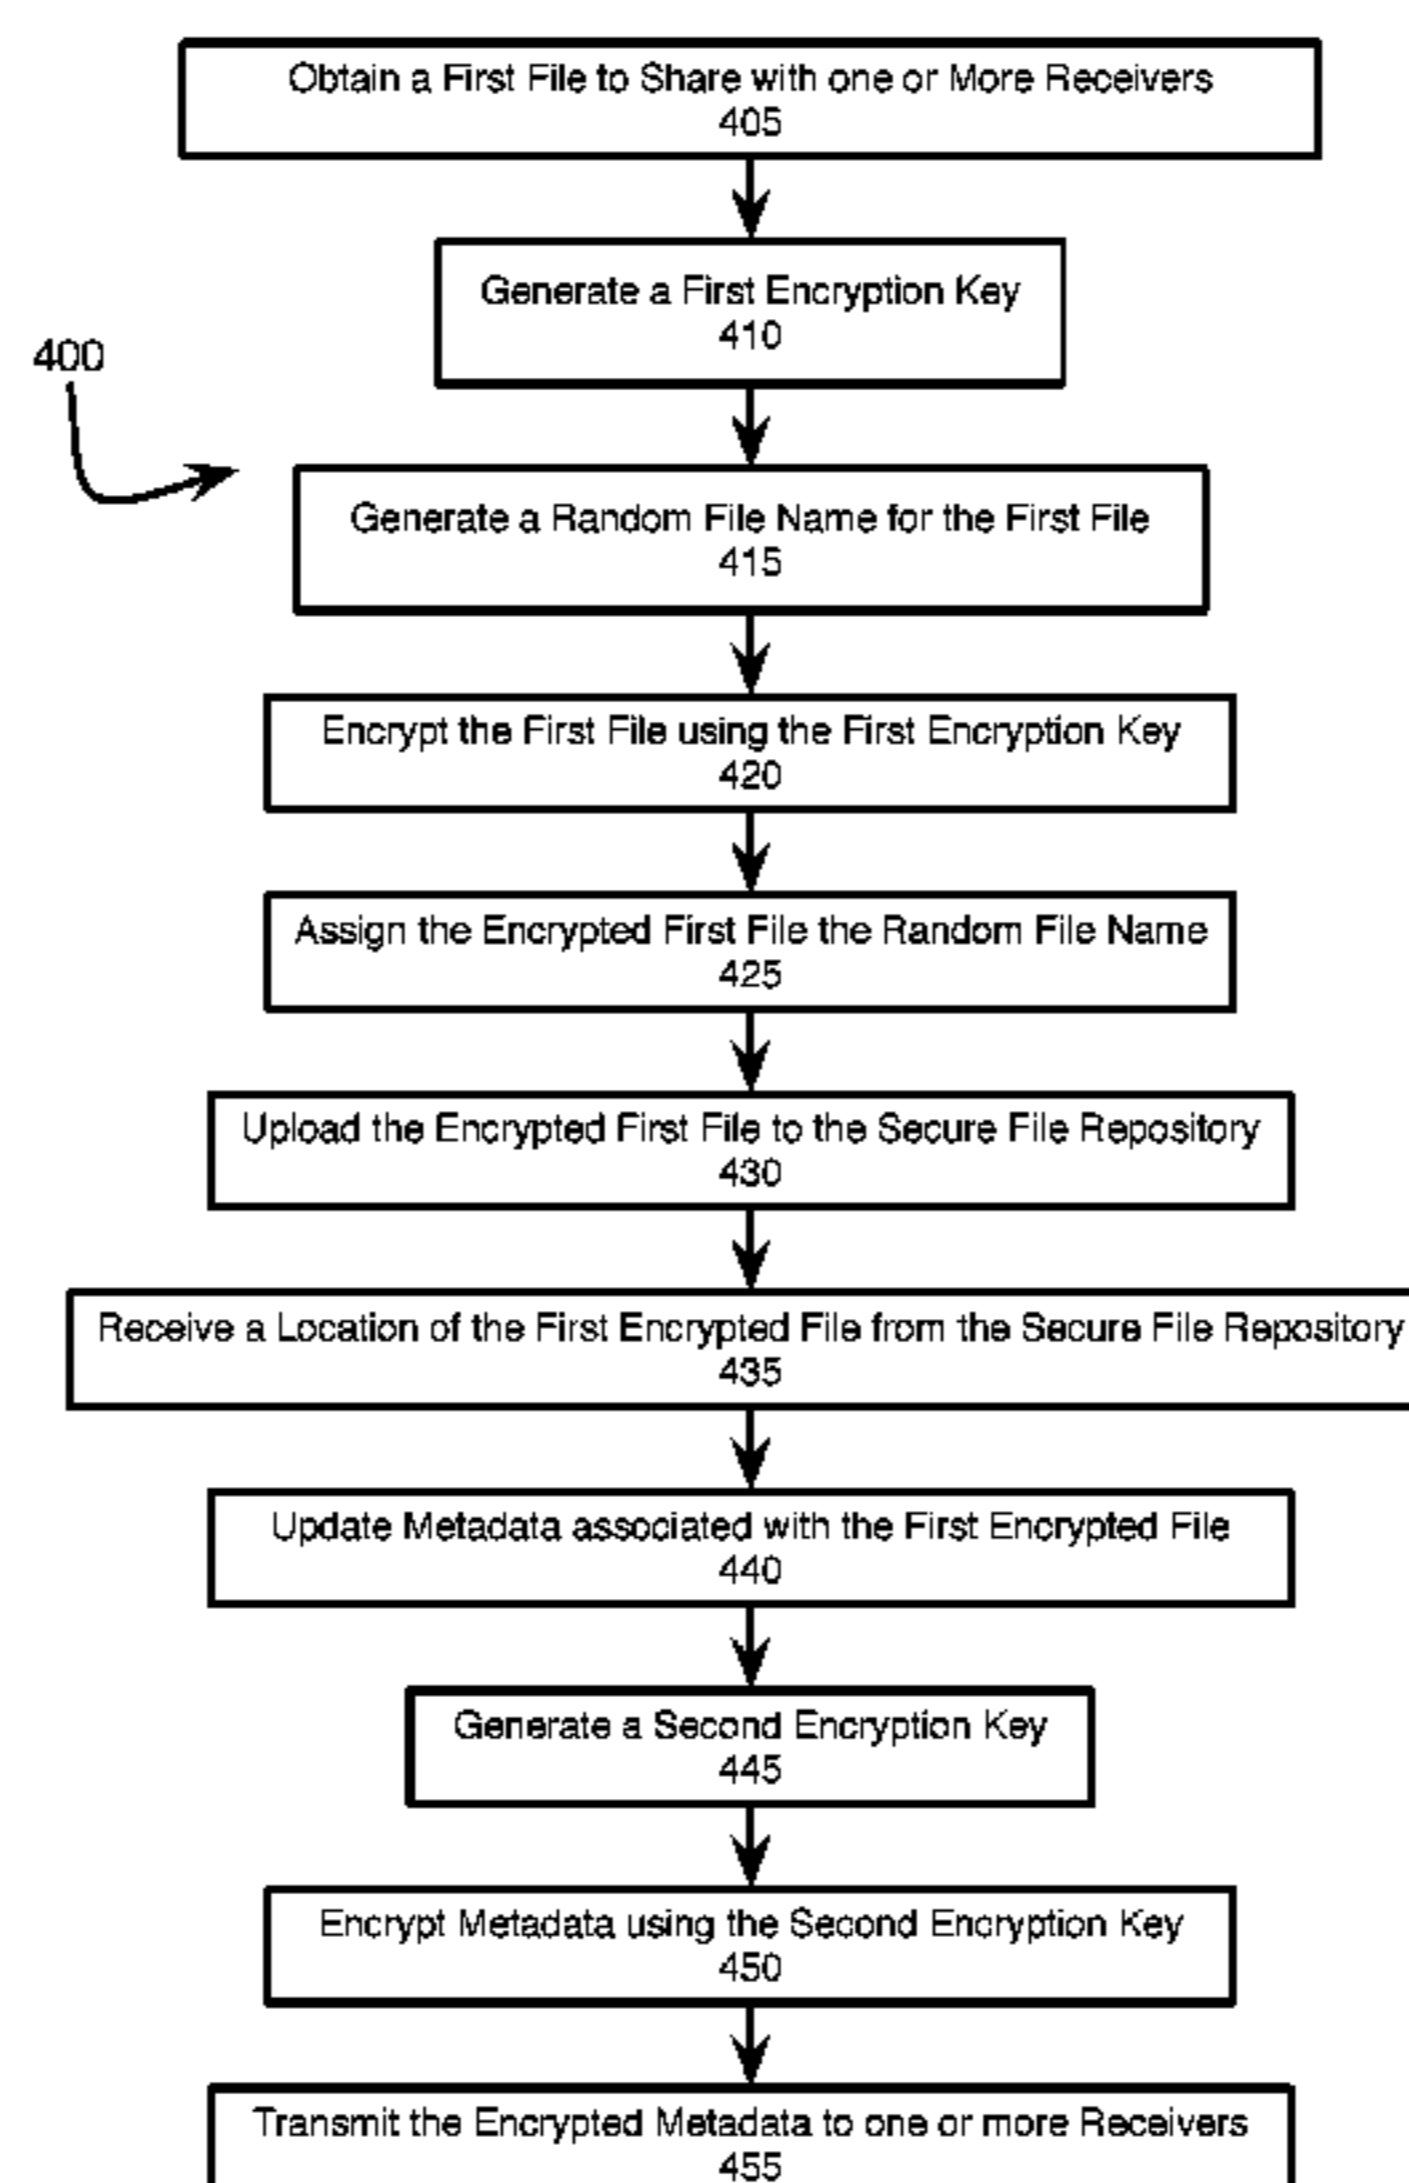 Obtain a First File to Share with one or More Receivers
405
Generate a First Encryption Key
410
400
Generate a Random File Name for the First File
415
Encrypt the First File using the First Encryption Key
420
Assign the Encrypted First File the Random File Name
425
Upload the Encrypted First File to the Secure File Repository
430
Receive a Location of the First Encrypted File from the Secure File Repository
435
Update Metadata associated with the First Encrypted File
440
Generate a Second Encryption Key
445
Encrypt Metadata using the Second Encryption Key
450
Transmit the Encrypted Metadata to one or more Receivers
455